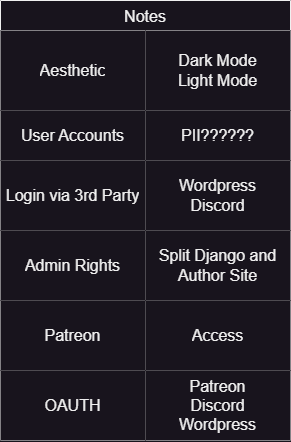 Notes
Aesthetic
Dark Mode
Light Mode
User Accounts
PII??????
Login via 3rd Party
Wordpress
Discord
Admin Rights
Split Django and
Author Site
Patreon
Access
OAUTH
Patreon
Discord
Wordpress